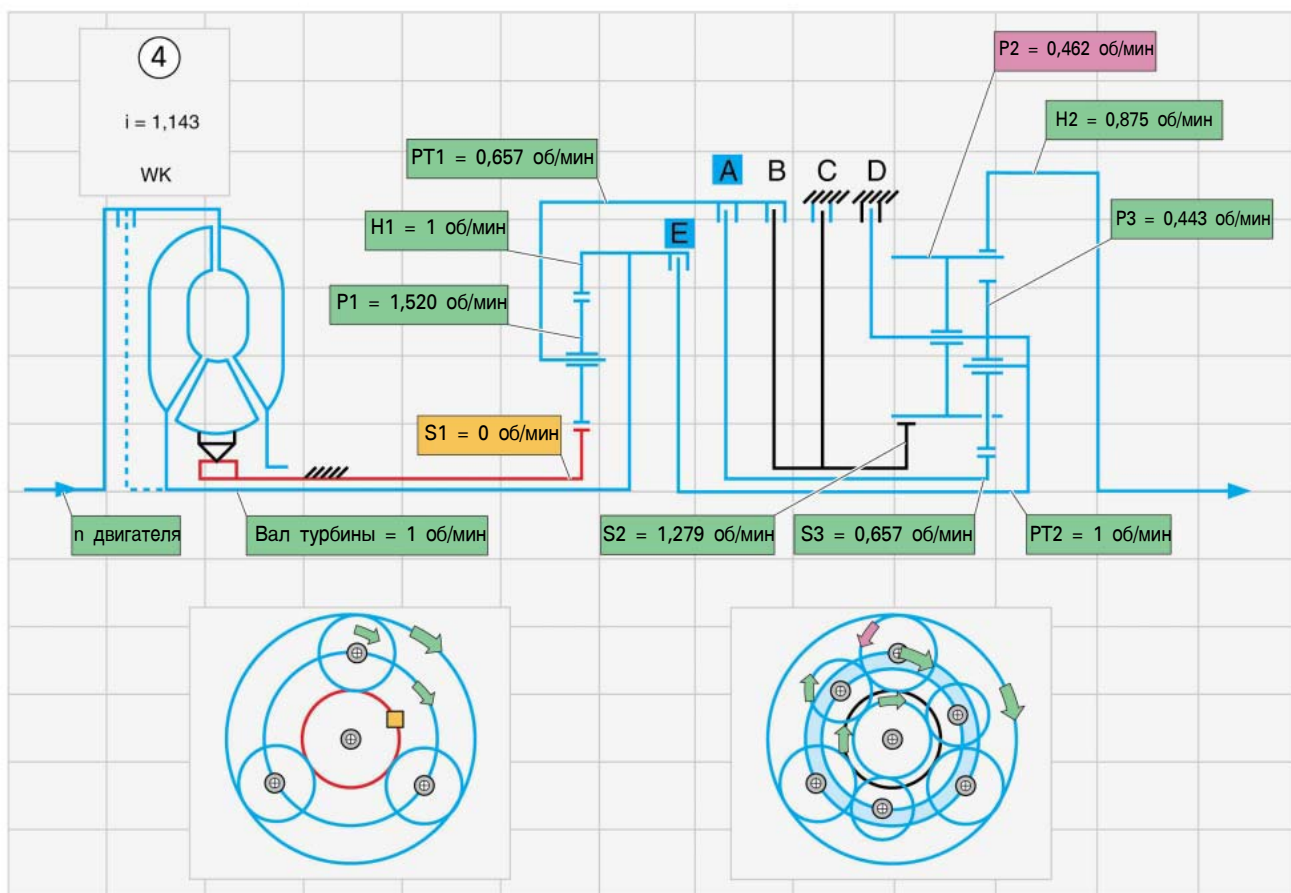 4
i = 1,143
WK
P2 = 0,462 об/мин
H2 = 0,875 об/мин
PT1 = 0,657 об/мин
A
B
C
D
P3 = 0,443 об/мин
H1 = 1 об/мин
E
P1 = 1,520 об/мин
S1 = 0 об/мин
n двигателя
Вал турбины = 1 об/мин
S2 = 1,279 об/мин
S3 = 0,657 об/мин
PT2 = 1 об/мин